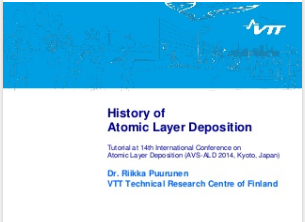 VTT
History of
Atomic Layer Deposition
Tutorial at 14th International Conference on
Atomic Layer Deposition (AVS-ALD 2014, Kyoto, Japan)
Dr. Riikka Puurunen
VTT Technical Research Centre of Finland